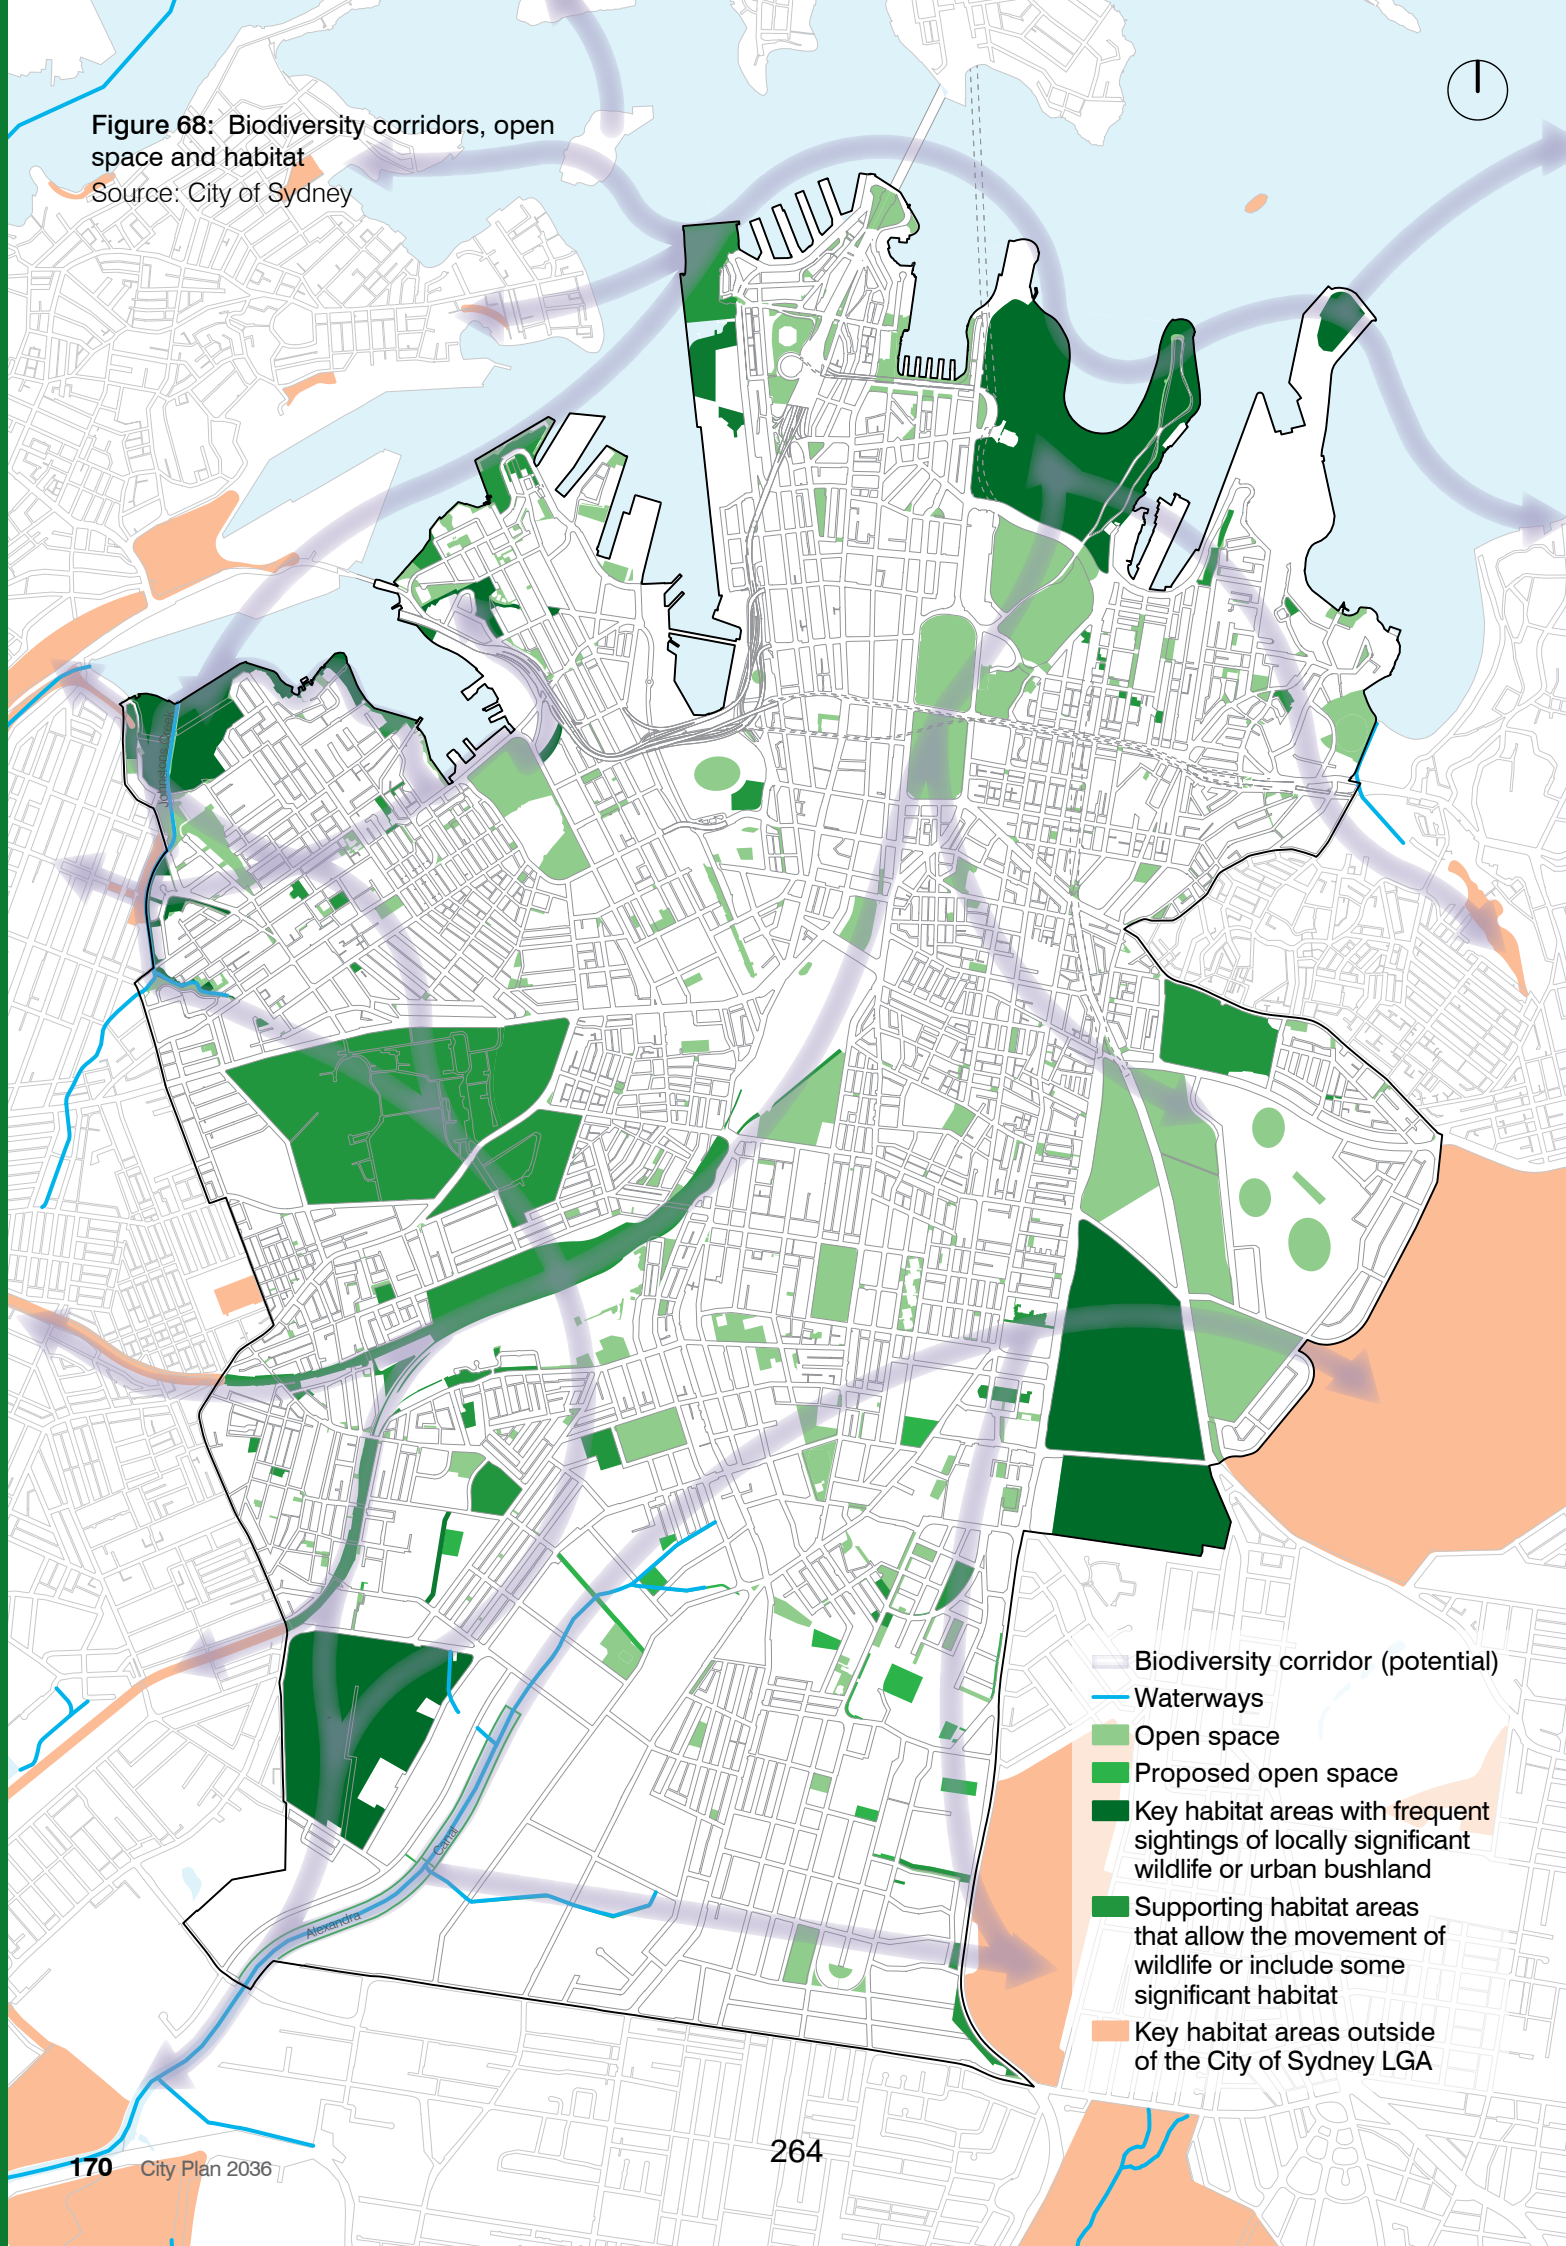 Figure 68: Biodiversity corridors, open
space and habitat
Source: City of Sydney
Johnstons Creek
Canal
Alexandra
Biodiversity corridor (potential)
Waterways
Open space
Proposed open space
Key habitat areas with frequent
sightings of locally significant
wildlife or urban bushland
Supporting habitat areas
that allow the movement of
wildlife or include some
significant habitat
Key habitat areas outside
of the City of Sydney LGA
264
170 City Plan 2036